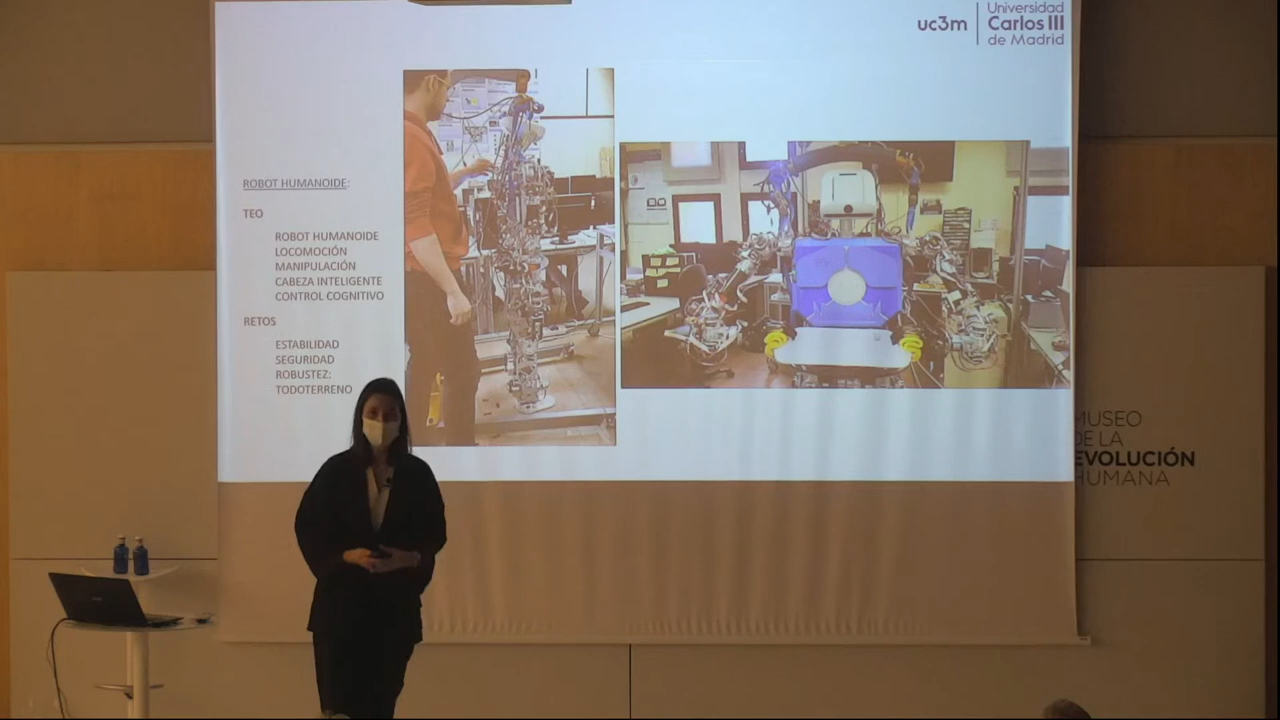 uc3m
Universidad
Carlos III
de Madrid
ROBOT HUMANOIDE:
TEO
ROBOT HUMANOIDE
LOCOMOCIÓN
MANIPULACIÓN
CABEZA INTELIGENTE
CONTROL COGNITIVO
RETOS
ESTABILIDAD
SEGURIDAD
ROBUSTEZ:
TODOTERRENO
MUSEO
DE LA
EVOLUCIÓN
HUMANA